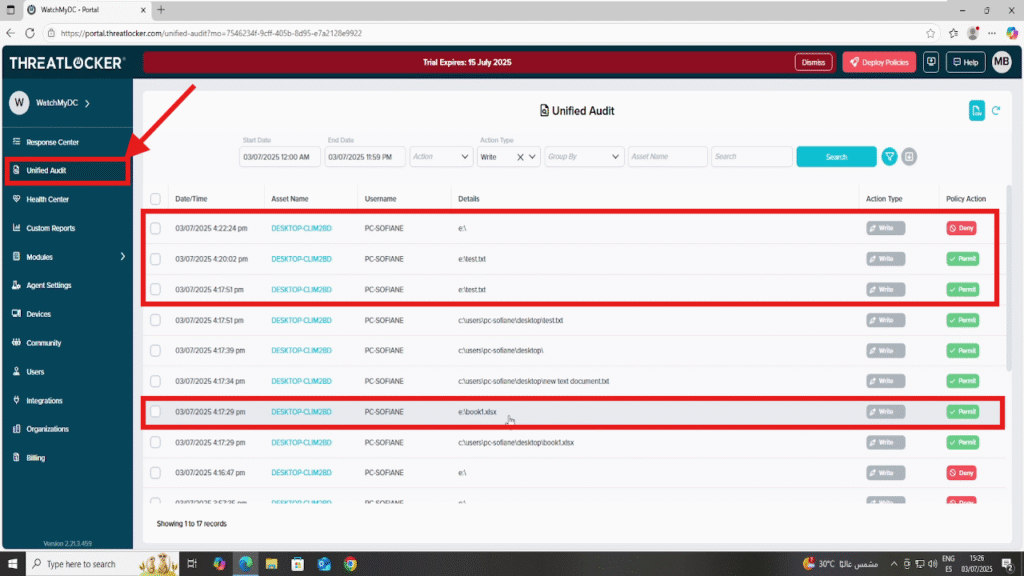 WatchMyDC - Portal
https://portal.threatlocker.com/unified-audit?mo=7546234f-9cff-405b-8d95-e7a2128e9922
THREATLOCKER
Trial Expires: 15 July 2025
Dismiss
Deploy Policies
Help
MB
W
WatchMyDC
Response Center
Unified Audit
Health Center
Custom Reports
Modules
Agent Settings
Devices
Community
Users
Integrations
Organizations
Billing
Version 2.21.3.459
Unified Audit
Start Date End Date Action Type
03/07/2025 12:00 AM 03/07/2025 11:59 PM Action Write Group By Asset Name Search Search
Date/Time Asset Name Username Details Action Type Policy Action
03/07/2025 4:22:24 pm DESKTOP-CLIM2BD PC-SOFIANE e:\ Write Deny
03/07/2025 4:20:02 pm DESKTOP-CLIM2BD PC-SOFIANE e:\test.txt Write Permit
03/07/2025 4:17:51 pm DESKTOP-CLIM2BD PC-SOFIANE e:\test.txt Write Permit
03/07/2025 4:17:51 pm DESKTOP-CLIM2BD PC-SOFIANE c:\users\pc-sofiane\desktop\test.txt Write Permit
03/07/2025 4:17:39 pm DESKTOP-CLIM2BD PC-SOFIANE c:\users\pc-sofiane\desktop\ Write Permit
03/07/2025 4:17:34 pm DESKTOP-CLIM2BD PC-SOFIANE c:\users\pc-sofiane\desktop\new text document.txt Write Permit
03/07/2025 4:17:29 pm DESKTOP-CLIM2BD PC-SOFIANE e:\book1.xlsx Write Permit
03/07/2025 4:17:29 pm DESKTOP-CLIM2BD PC-SOFIANE c:\users\pc-sofiane\desktop\book1.xlsx Write Permit
03/07/2025 4:16:47 pm DESKTOP-CLIM2BD PC-SOFIANE e:\ Write Deny
03/07/2025 3:57:35 pm DESKTOP-CLIM2BD PC-SOFIANE e:\ Write Deny
Showing 1 to 17 records
Type here to search
30°C مشمس غالبًا
ENG
ES
15:26
03/07/2025